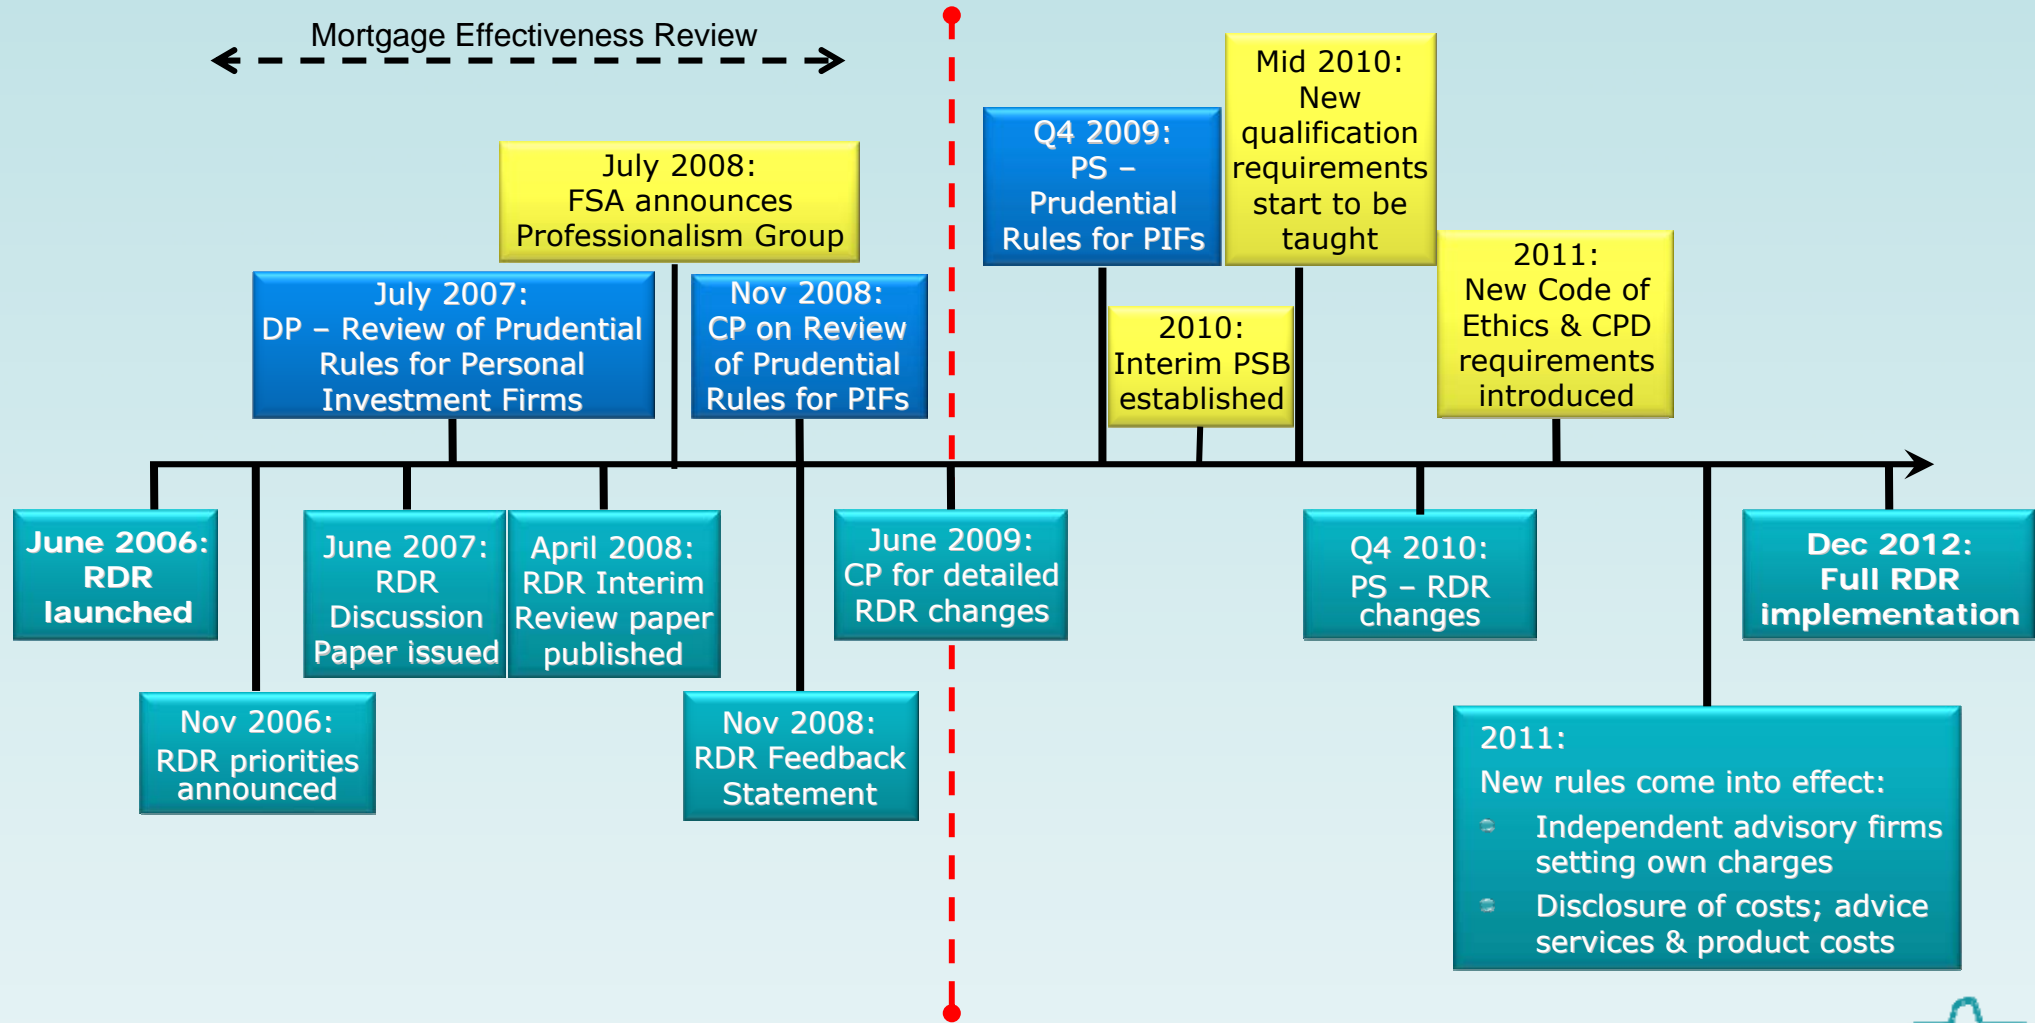 Mortgage Effectiveness Review
Mid 2010:
New
qualification
requirements
start to be
taught
Q4 2009:
PS –
Prudential
Rules for PIFs
July 2008:
FSA announces
Professionalism Group
2011:
New Code of
Ethics & CPD
requirements
introduced
July 2007:
DP – Review of Prudential
Rules for Personal
Investment Firms
Nov 2008:
CP on Review
of Prudential
Rules for PIFs
2010:
Interim PSB
established
June 2006:
RDR
launched
June 2007:
RDR
Discussion
Paper issued
April 2008:
RDR Interim
Review paper
published
June 2009:
CP for detailed
RDR changes
Q4 2010:
PS – RDR
changes
Dec 2012:
Full RDR
implementation
Nov 2006:
RDR priorities
announced
Nov 2008:
RDR Feedback
Statement
2011:
New rules come into effect:
Independent advisory firms
setting own charges
Disclosure of costs; advice
services & product costs